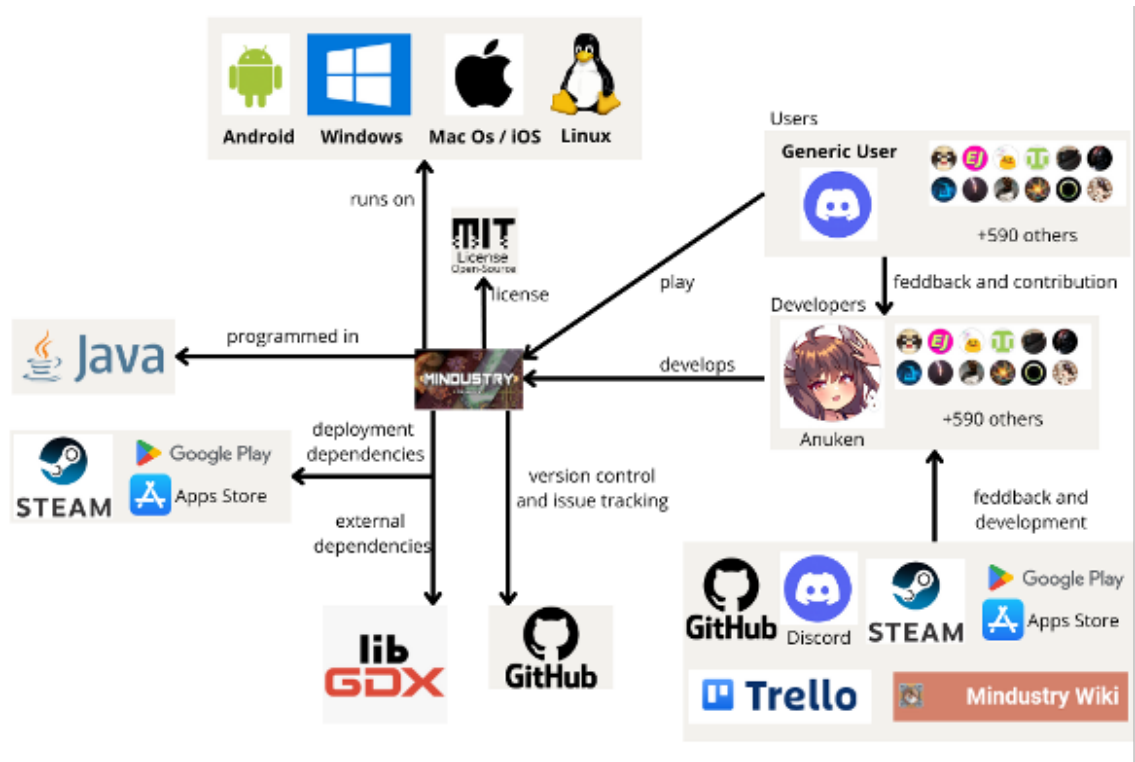 Android Windows Mac Os / iOS Linux
Users
Generic User
+590 others
runs on
MIT
License
Open-Source
license
play
feddback and contribution
Developers
programmed in
Java
MINDUSTRY
develops
Anuken
+590 others
deployment
dependencies
STEAM
Google Play
Apps Store
version control
and issue tracking
external
dependencies
feddback and
development
lib
GDX
GitHub
GitHub
Discord
STEAM
Google Play
Apps Store
Trello
Mindustry Wiki